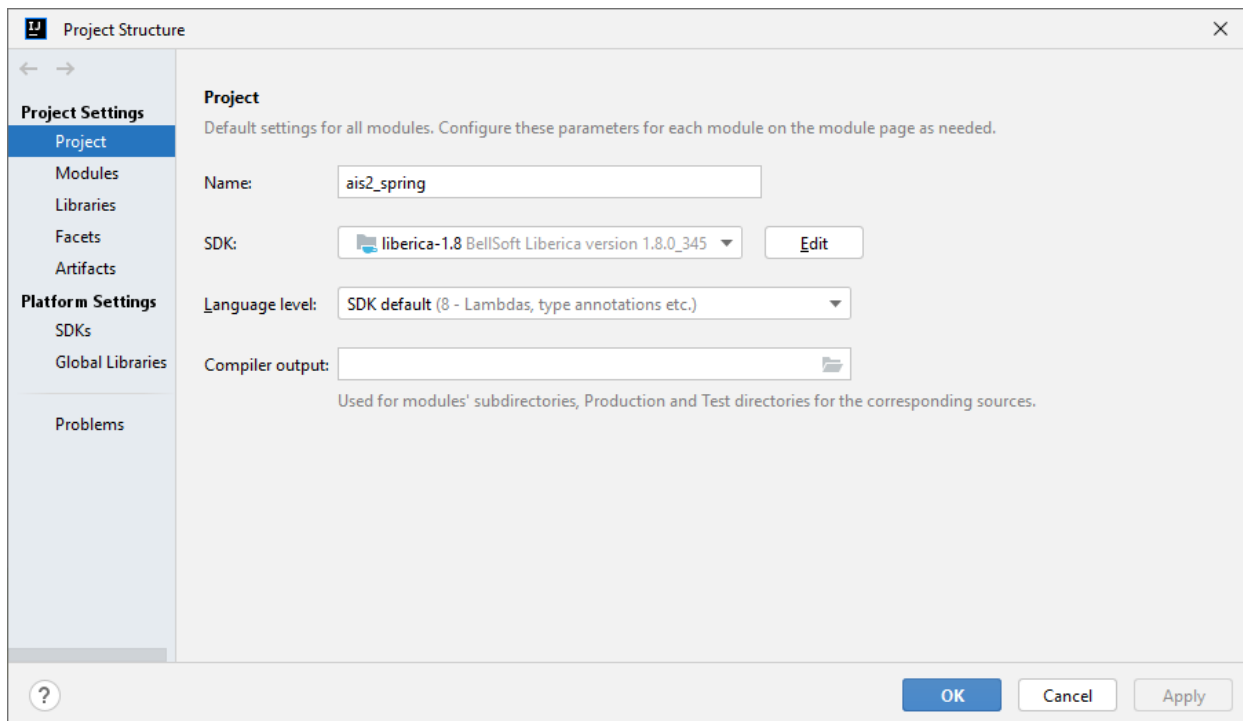 IJ Project Structure
Project Settings
Project
Modules
Libraries
Facets
Artifacts
Platform Settings
SDKs
Global Libraries
Problems
Project
Default settings for all modules. Configure these parameters for each module on the module page as needed.
Name: ais2_spring
SDK: liberica-1.8 BellSoft Liberica version 1.8.0_345 Edit
Language level: SDK default (8 - Lambdas, type annotations etc.)
Compiler output:
Used for modules' subdirectories, Production and Test directories for the corresponding sources.
? OK Cancel Apply